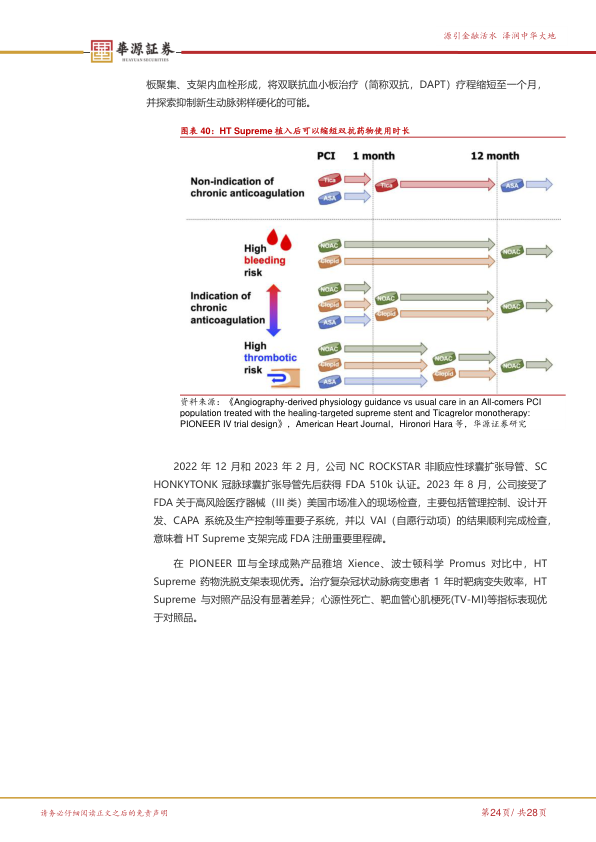 源引金融活水 泽润中华大地
華源証券
HUAYUAN SECURITIES
板聚集、支架内血栓形成，将双联抗血小板治疗（简称双抗，DAPT）疗程缩短至一个月，
并探索抑制新生动脉粥样硬化的可能。
图表 40：HT Supreme 植入后可以缩短双抗药物使用时长
PCI 1 month 12 month
Non-indication of
chronic anticoagulation
Tica Tica ASA
ASA
High
bleeding
risk
NOAC NOAC
Clopid
Indication of
chronic
anticoagulation
NOAC NOAC NOAC
Clopid Clopid
ASA
High
thrombotic
risk
NOAC NOAC NOAC
Clopid Clopid
ASA
资料来源：《Angiography-derived physiology guidance vs usual care in an All-comers PCI
population treated with the healing-targeted supreme stent and Ticagrelor monotherapy:
PIONEER IV trial design》，American Heart Journal，Hironori Hara 等，华源证券研究
2022 年 12 月和 2023 年 2 月，公司 NC ROCKSTAR 非顺应性球囊扩张导管、SC
HONKYTONK 冠脉球囊扩张导管先后获得 FDA 510k 认证。2023 年 8 月，公司接受了
FDA 关于高风险医疗器械（III 类）美国市场准入的现场检查，主要包括管理控制、设计开
发、CAPA 系统及生产控制等重要子系统，并以 VAI（自愿行动项）的结果顺利完成检查，
意味着 HT Supreme 支架完成 FDA 注册重要里程碑。
在 PIONEER Ⅲ与全球成熟产品雅培 Xience、波士顿科学 Promus 对比中，HT
Supreme 药物洗脱支架表现优秀。治疗复杂冠状动脉病变患者 1 年时靶病变失败率，HT
Supreme 与对照产品没有显著差异；心源性死亡、靶血管心肌梗死(TV-MI)等指标表现优
于对照品。
请务必仔细阅读正文之后的免责声明
第24页/ 共28页